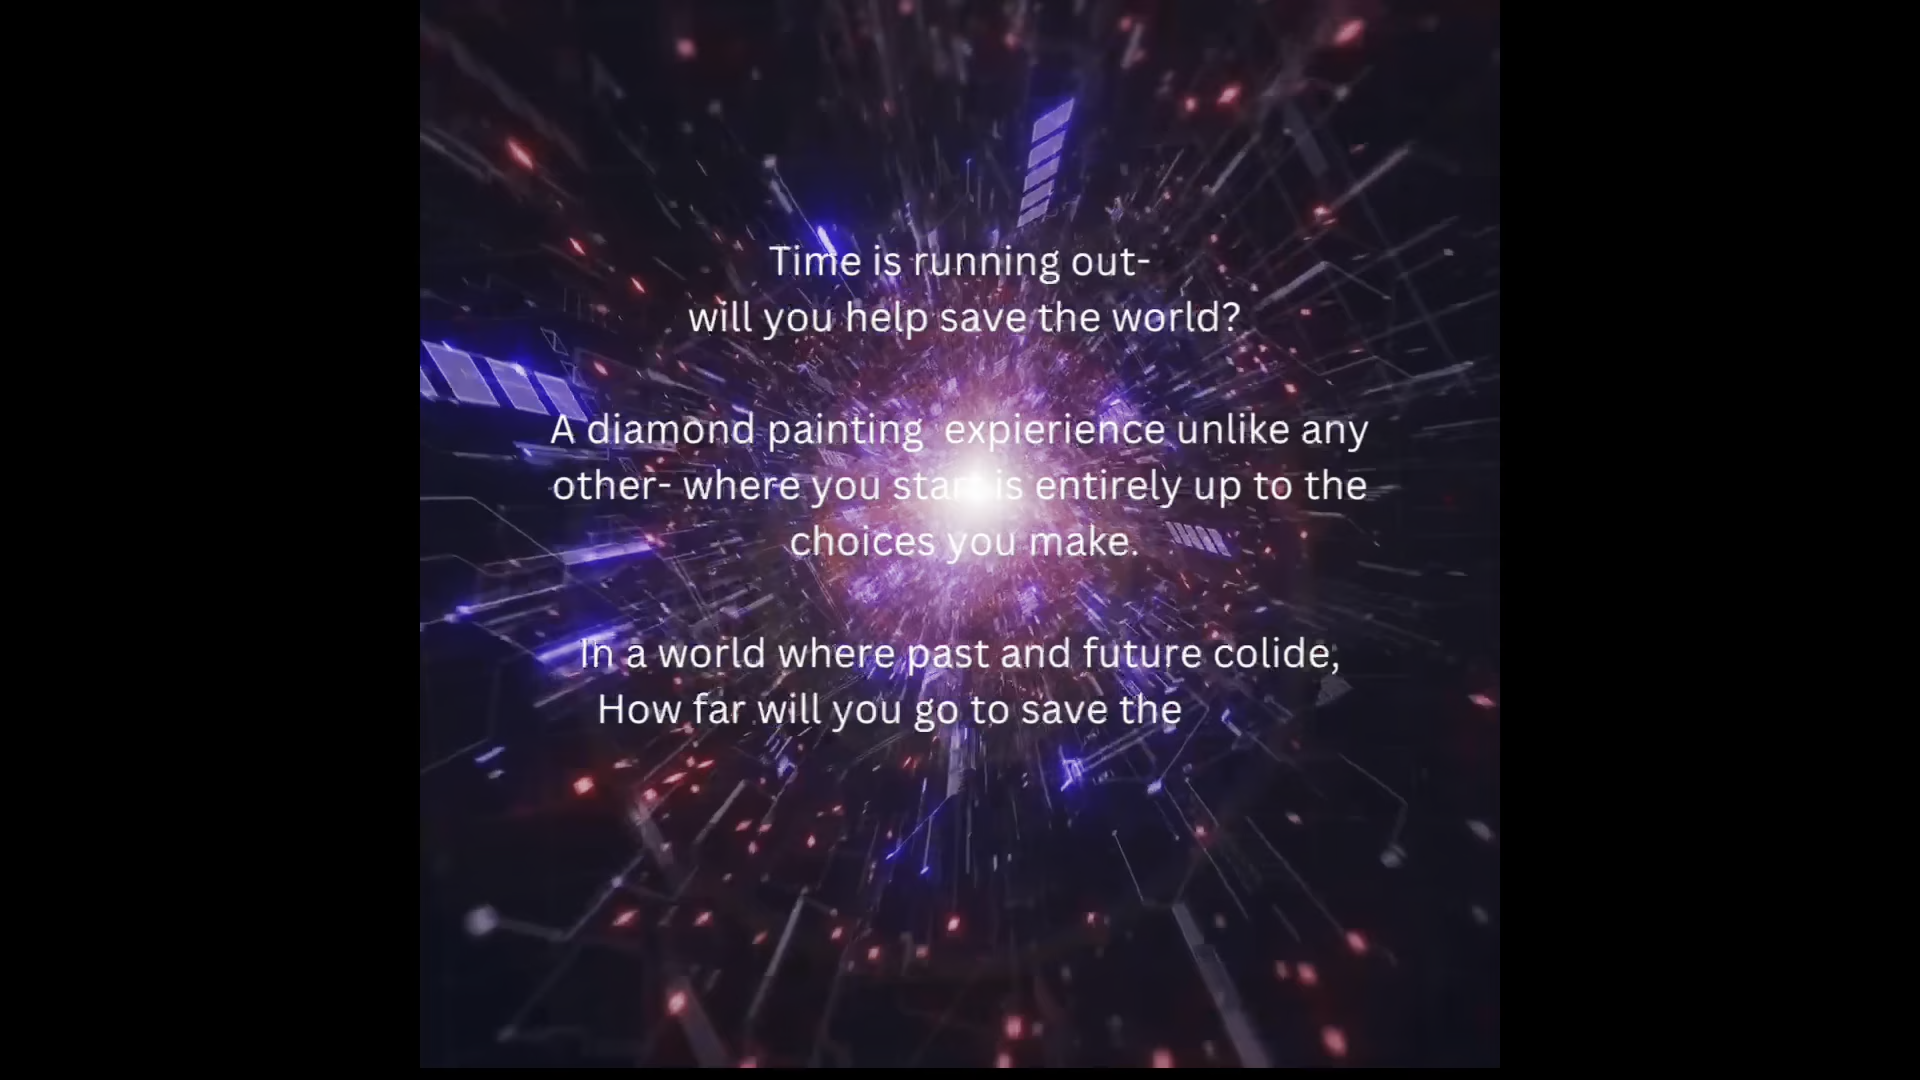 Time is running out-
will you help save the world?
A diamond painting  expierience unlike any
other- where you start is entirely up to the
choices you make.
In a world where past and future colide,
How far will you go to save the